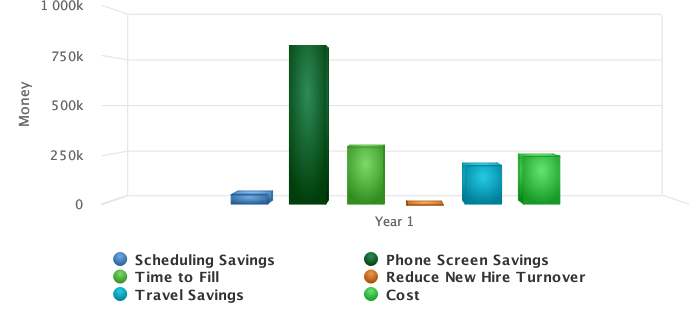 1 000k
750k
500k
250k
0
Money
Year 1
Scheduling Savings
Phone Screen Savings
Time to Fill
Reduce New Hire Turnover
Travel Savings
Cost